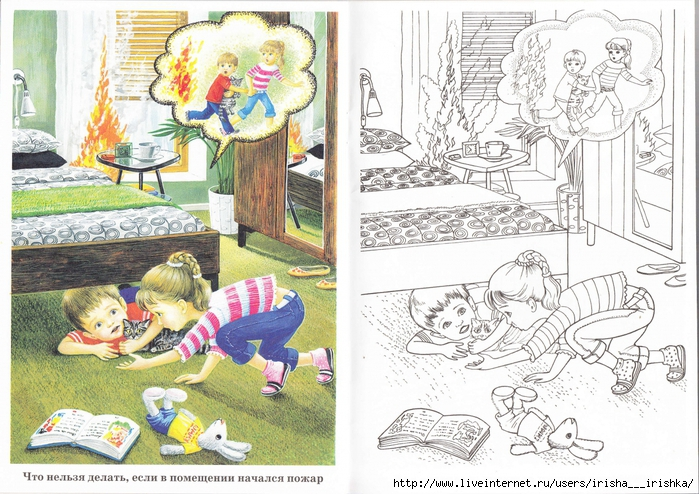 Что нельзя делать, если в помещении начался пожар
http://www.liveinternet.ru/users/irisha___irishka/